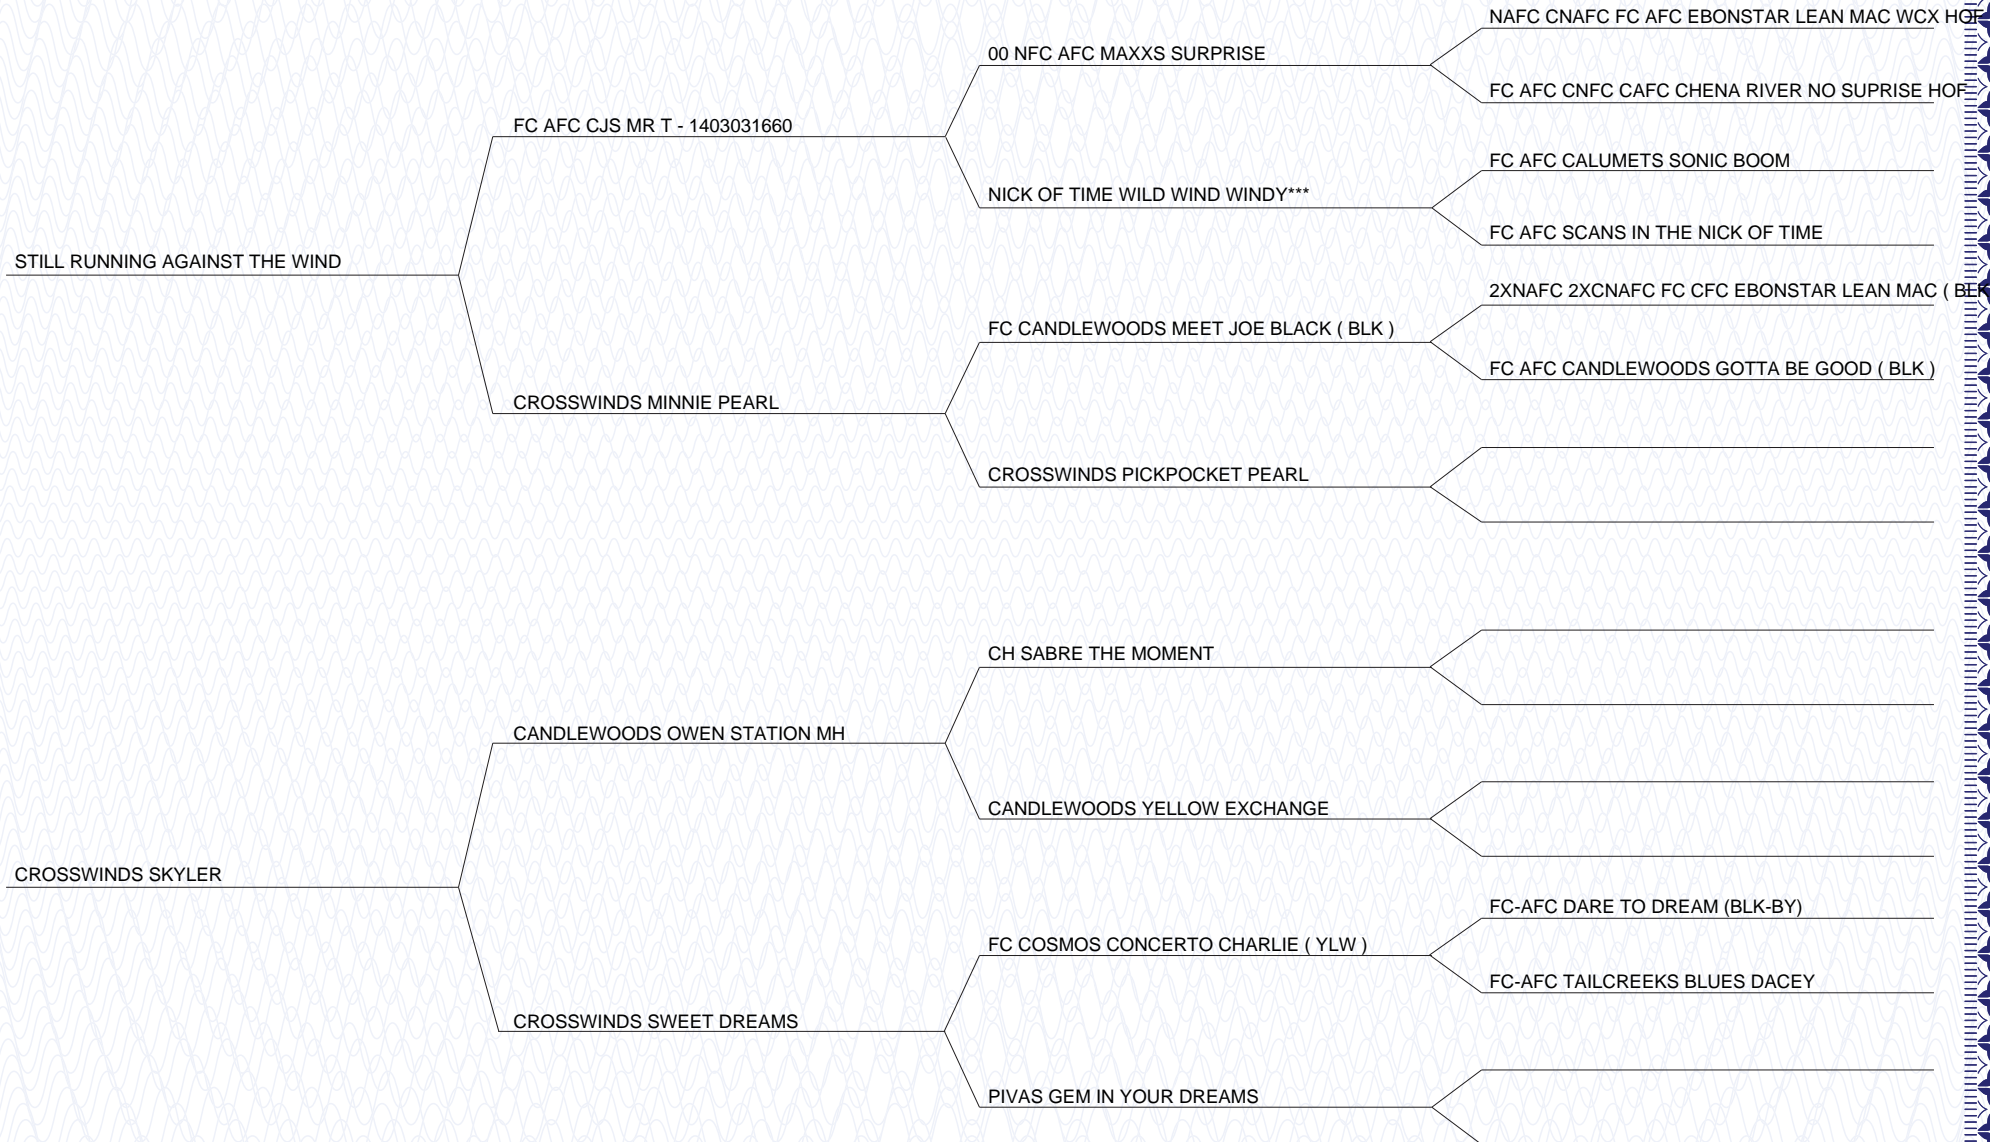 NAFC CNAFC FC AFC EBONSTAR LEAN MAC WCX HOF
00 NFC AFC MAXXS SURPRISE
FC AFC CNFC CAFC CHENA RIVER NO SUPRISE HOF
FC AFC CJS MR T - 1403031660
FC AFC CALUMETS SONIC BOOM
NICK OF TIME WILD WIND WINDY***
FC AFC SCANS IN THE NICK OF TIME
STILL RUNNING AGAINST THE WIND
2XNAFC 2XCNAFC FC CFC EBONSTAR LEAN MAC ( BLK
FC CANDLEWOODS MEET JOE BLACK ( BLK )
FC AFC CANDLEWOODS GOTTA BE GOOD ( BLK )
CROSSWINDS MINNIE PEARL
CROSSWINDS PICKPOCKET PEARL
CH SABRE THE MOMENT
CANDLEWOODS OWEN STATION MH
CANDLEWOODS YELLOW EXCHANGE
CROSSWINDS SKYLER
FC-AFC DARE TO DREAM (BLK-BY)
FC COSMOS CONCERTO CHARLIE ( YLW )
FC-AFC TAILCREEKS BLUES DACEY
CROSSWINDS SWEET DREAMS
PIVAS GEM IN YOUR DREAMS